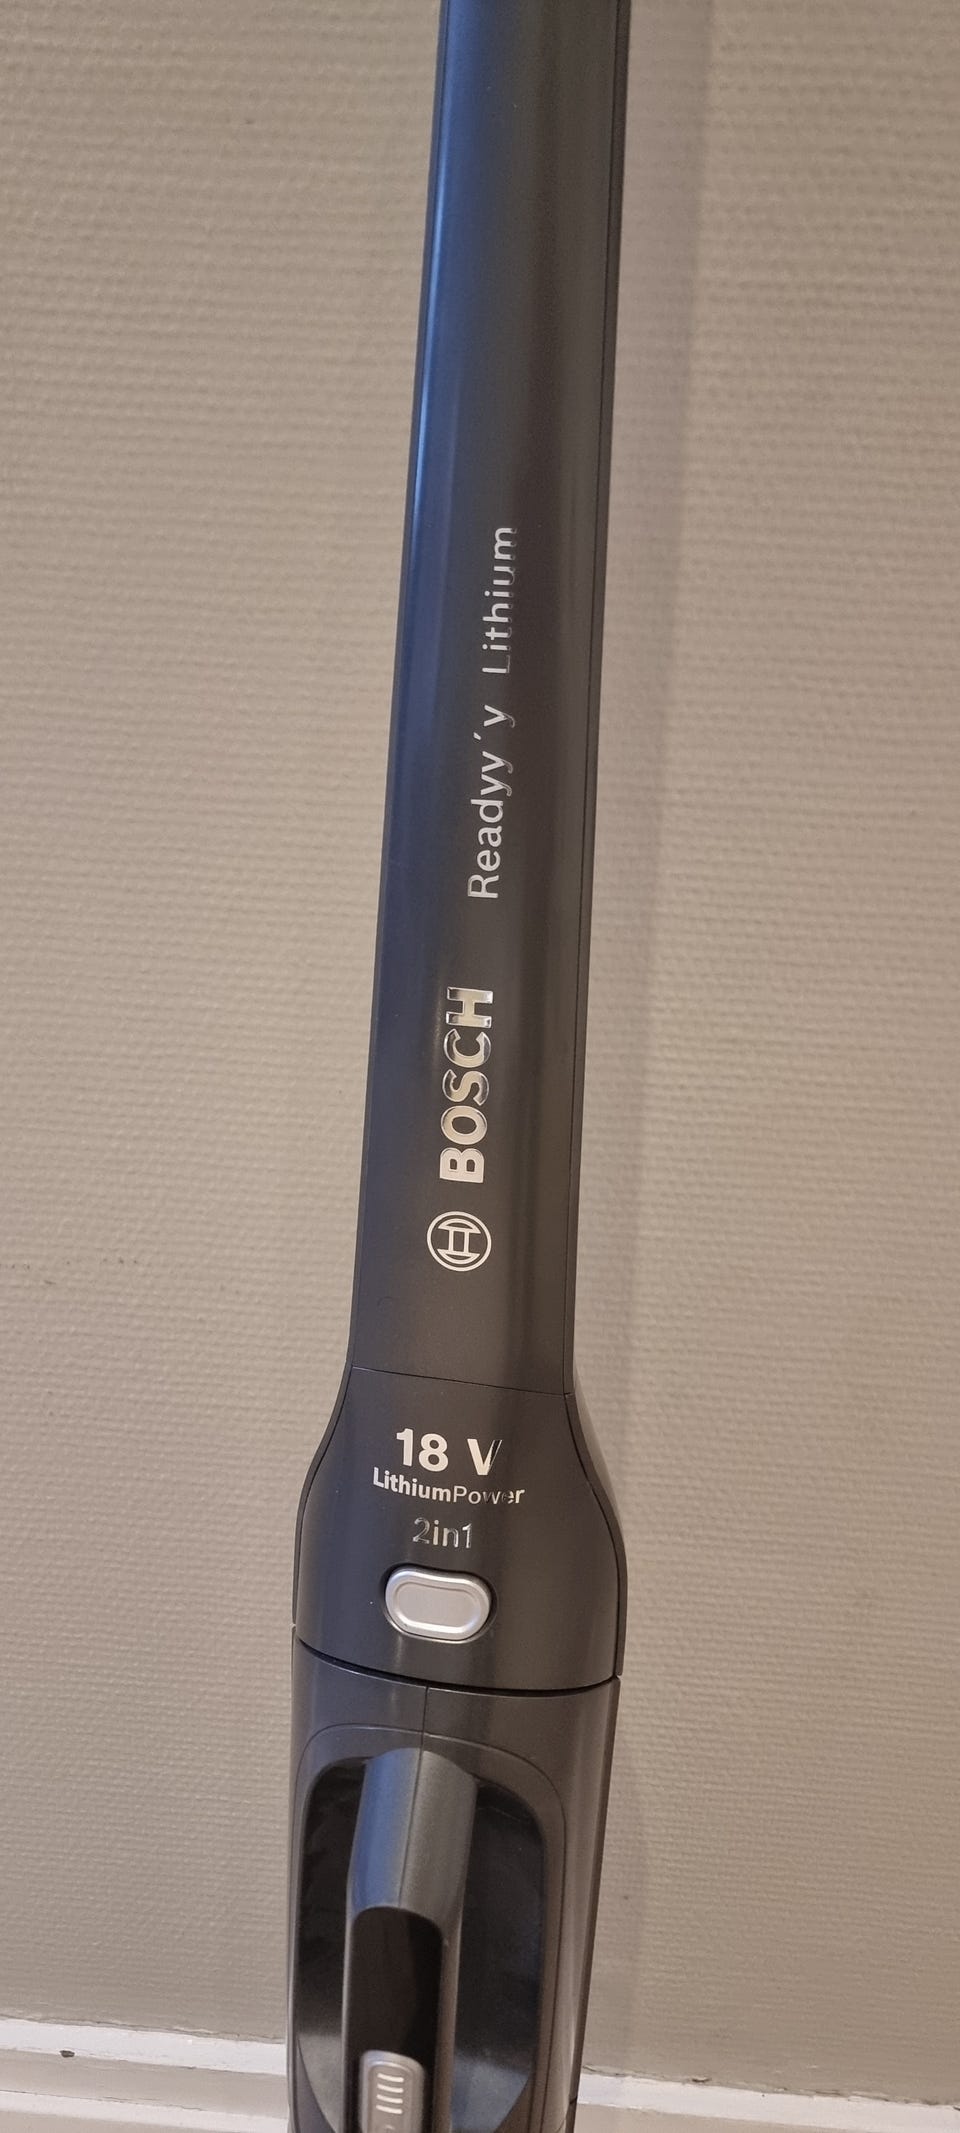 Readyy´y Lithium
BOSCH
18 V
LithiumPower
2in1